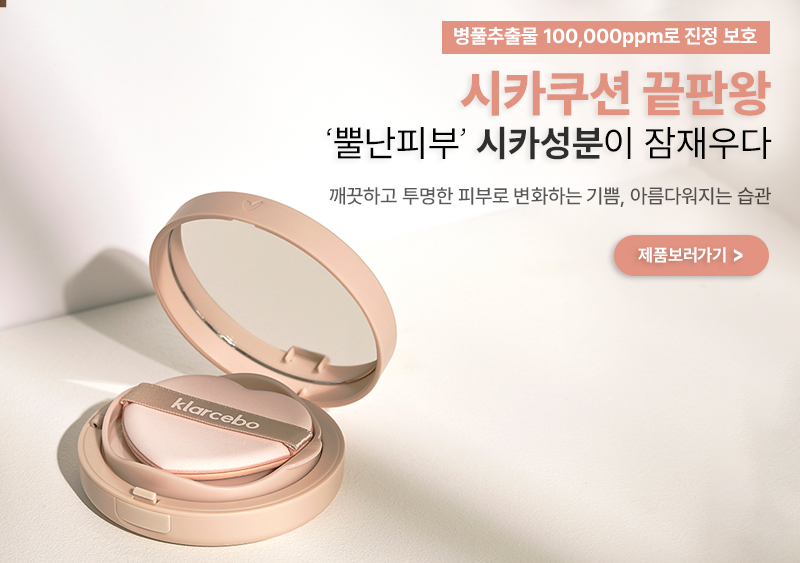 병풀추출물 100,000ppm로 진정 보호
시카쿠션 끝판왕
‘뿔난피부’ 시카성분이 잠재우다
깨끗하고 투명한 피부로 변화하는 기쁨, 아름다워지는 습관
제품보러가기 >
klarcebo